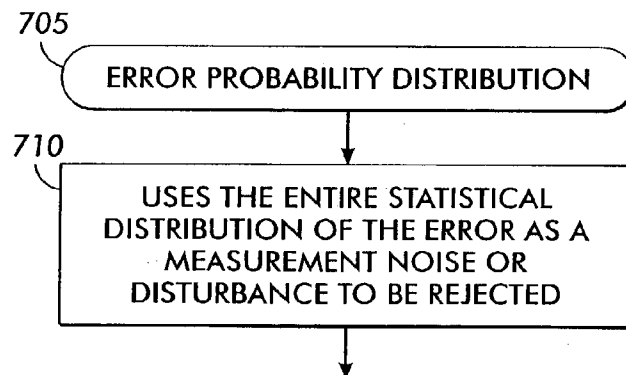 705
ERROR PROBABILITY DISTRIBUTION
710
USES THE ENTIRE STATISTICAL
DISTRIBUTION OF THE ERROR AS A
MEASUREMENT NOISE OR
DISTURBANCE TO BE REJECTED